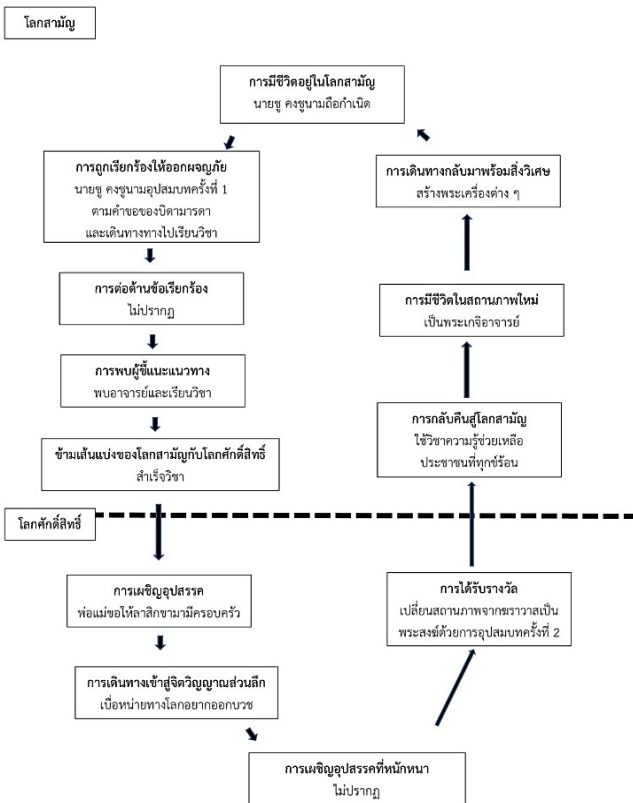 โลกสามัญ
การมีชีวิตอยู่ในโลกสามัญ
นายชู คงชูนามถือกำเนิด
การถูกเรียกร้องให้ออกผจญภัย
นายชู คงชูนามอุปสมบทครั้งที่ 1
ตามคำขอของบิดามารดา
และเดินทางทางไปเรียนวิชา
การต่อต้านข้อเรียกร้อง
ไม่ปรากฏ
การพบผู้ชี้แนะแนวทาง
พบอาจารย์และเรียนวิชา
ข้ามเส้นแบ่งของโลกสามัญกับโลกศักดิ์สิทธิ์
สำเร็จวิชา
โลกศักดิ์สิทธิ์
การเผชิญอุปสรรค
พ่อแม่ขอให้ลาสิกขามามีครอบครัว
การเดินทางเข้าสู่จิตวิญญาณส่วนลึก
เบื่อหน่ายทางโลกอยากออกบวช
การเผชิญอุปสรรคที่หนักหนา
ไม่ปรากฏ
การได้รับรางวัล
เปลี่ยนสถานภาพจากฆราวาสเป็น
พระสงฆ์ด้วยการอุปสมบทครั้งที่ 2
การกลับคืนสู่โลกสามัญ
ใช้วิชาความรู้ช่วยเหลือ
ประชาชนที่ทุกข์ร้อน
การมีชีวิตในสถานภาพใหม่
เป็นพระเกจิอาจารย์
การเดินทางกลับมาพร้อมสิ่งวิเศษ
สร้างพระเครื่องต่าง ๆ